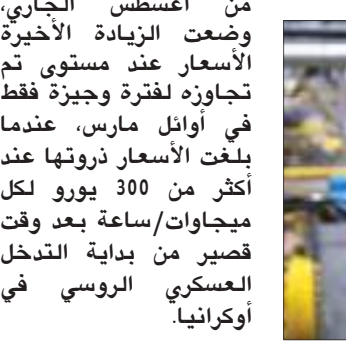 من أغسطس الجاري،
وضعت الزيادة الأخيرة
الأسعار عند مستوى تم
تجاوزه لفترة وجيزة فقط
في أوائل مارس، عندما
بلغت الأسعار ذروتها عند
أكثر من 300 يورو لكل
ميجاوات/ساعة بعد وقت
قصير من بداية التدخل
العسكري الروسي في
أوكرانيا.